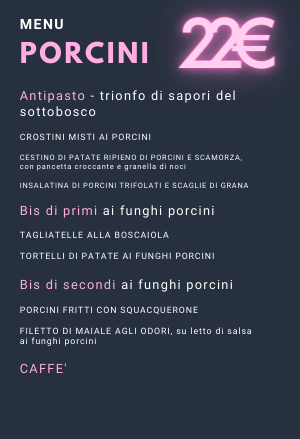 MENU
22€
PORCINI
Antipasto - trionfo di sapori del
sottobosco
CROSTINI MISTI AI PORCINI
CESTINO DI PATATE RIPIENO DI PORCINI E SCAMORZA,
con pancetta croccante e granella di noci
INSALATINA DI PORCINI TRIFOLATI E SCAGLIE DI GRANA
Bis di primi ai funghi porcini
TAGLIATELLE ALLA BOSCAIOLA
TORTELLI DI PATATE AI FUNGHI PORCINI
Bis di secondi ai funghi porcini
PORCINI FRITTI CON SQUACQUERONE
FILETTO DI MAIALE AGLI ODORI, su letto di salsa
ai funghi porcini
CAFFE'